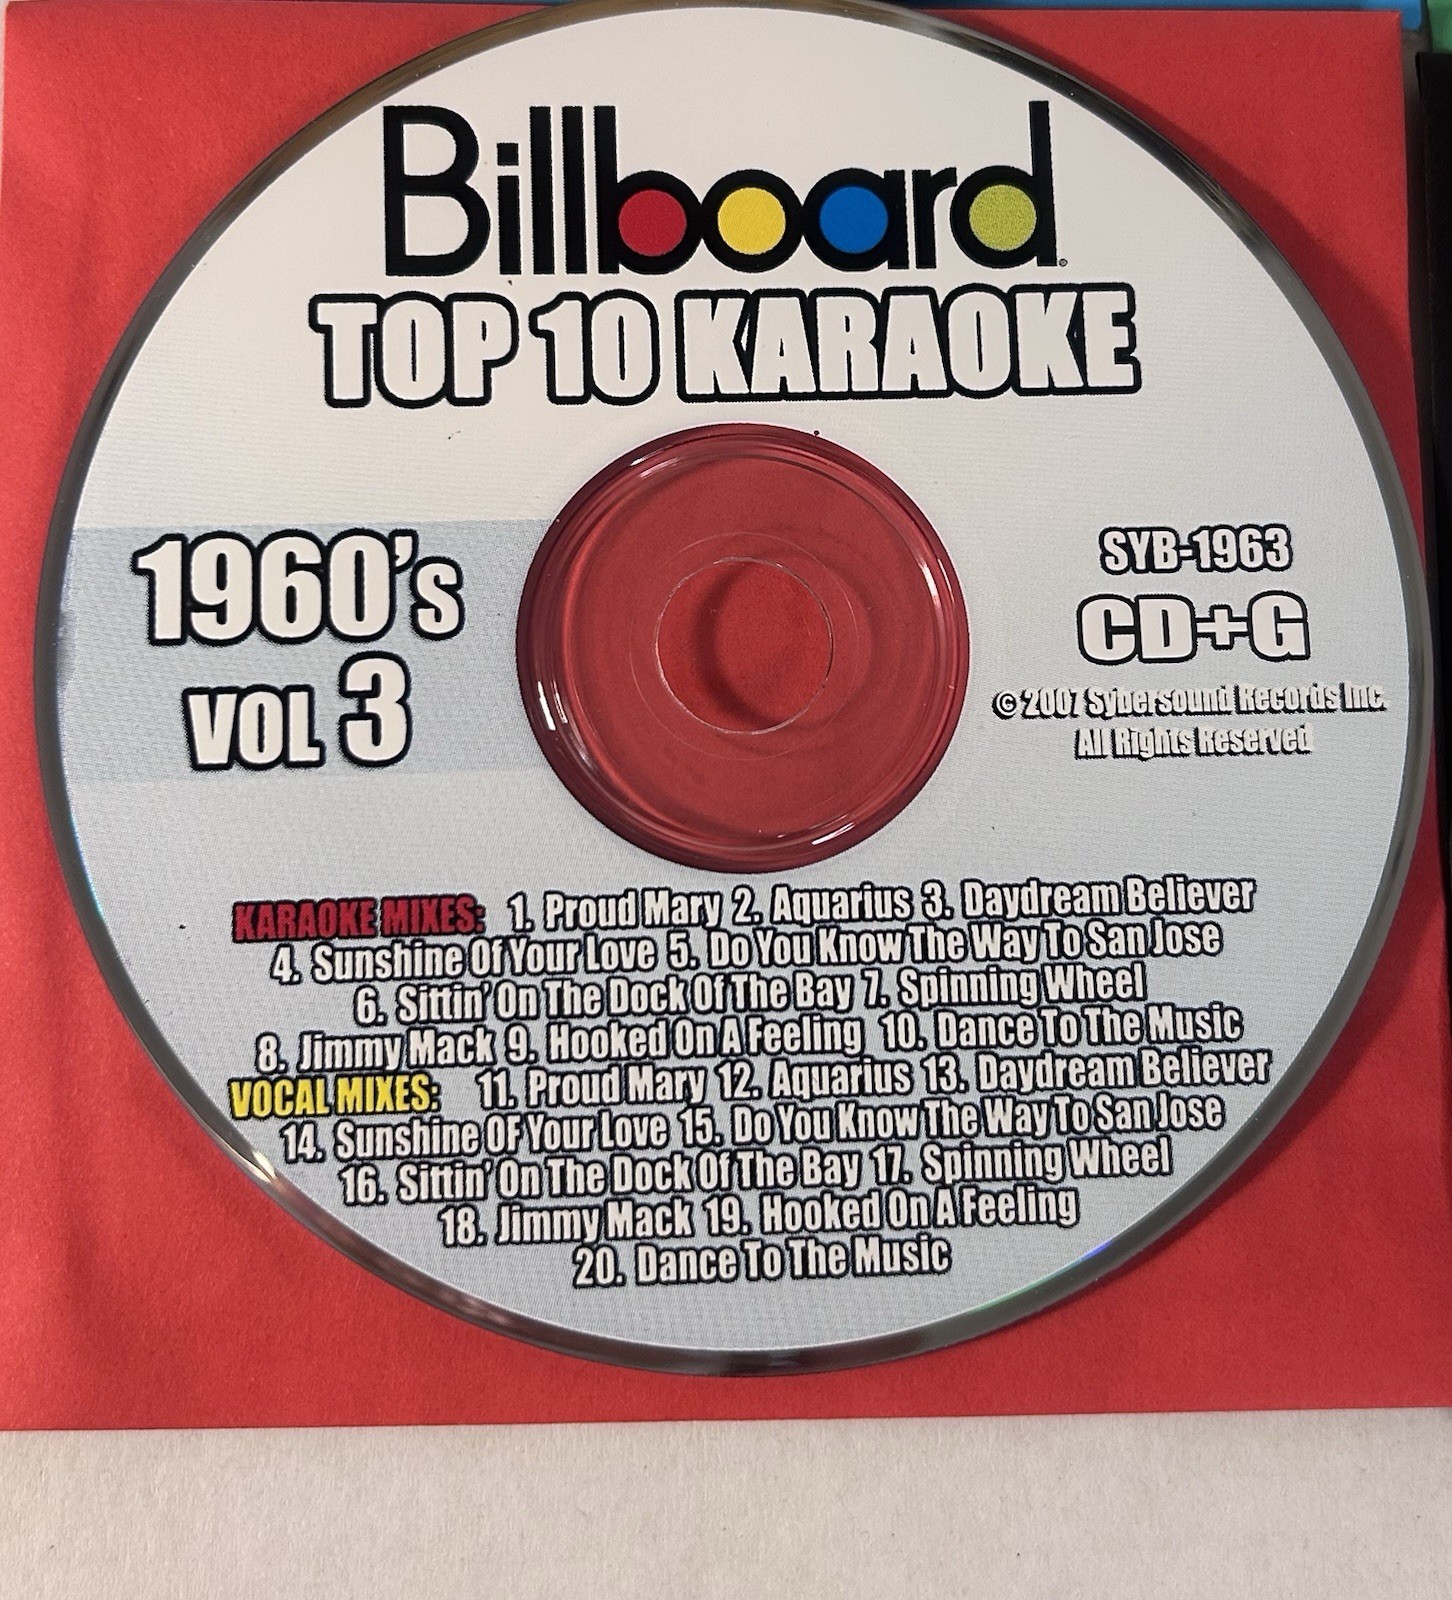 Billboard
TOP 10 KARAOKE
1960's
VOL 3
SYB-1963
CD+G
© 2007 Sybersound Records Inc.
All Rights Reserved
KARAOKE MIXES: 1. Proud Mary 2. Aquarius 3. Daydream Believer
4. Sunshine Of Your Love 5. Do You Know The Way To San Jose
6. Sittin' On The Dock Of The Bay 7. Spinning Wheel
8. Jimmy Mack 9. Hooked On A Feeling 10. Dance To The Music
VOCAL MIXES: 11. Proud Mary 12. Aquarius 13. Daydream Believer
14. Sunshine OF Your Love 15. Do You Know The Way To San Jose
16. Sittin' On The Dock Of The Bay 17. Spinning Wheel
18. Jimmy Mack 19. Hooked On A Feeling
20. Dance To The Music